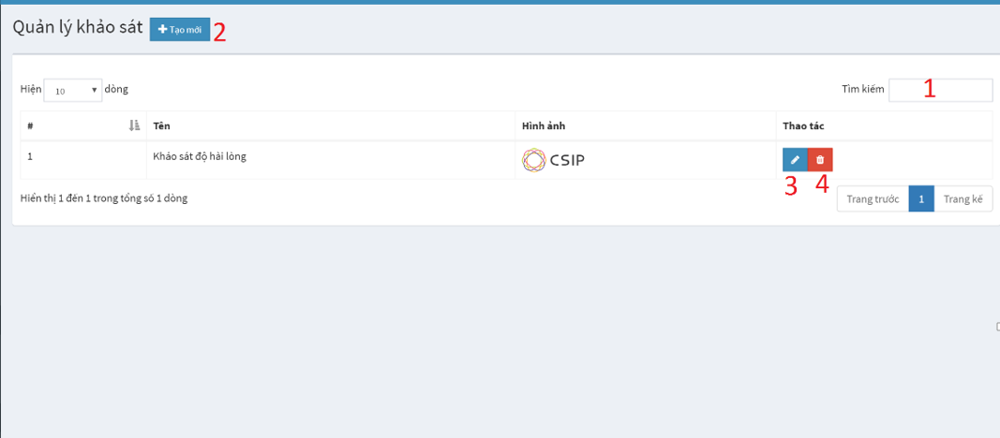 Quản lý khảo sát Tạo mới 2
Hiện 10 dòng Tìm kiếm 1
# Tên Hình ảnh Thao tác
1 Khảo sát độ hài lòng CSIP
3 4
Hiển thị 1 đến 1 trong tổng số 1 dòng Trang trước 1 Trang kế